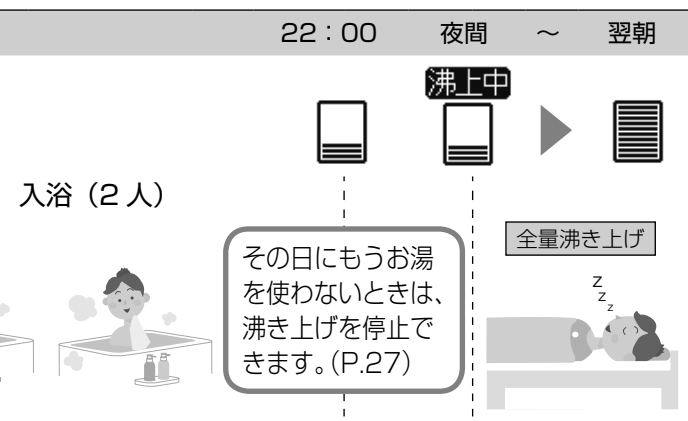 22：00 夜間 ～ 翌朝
沸上中
入浴（2人）
全量沸き上げ
その日にもうお湯
を使わないときは、
沸き上げを停止で
きます。（P.27）
z
z
z